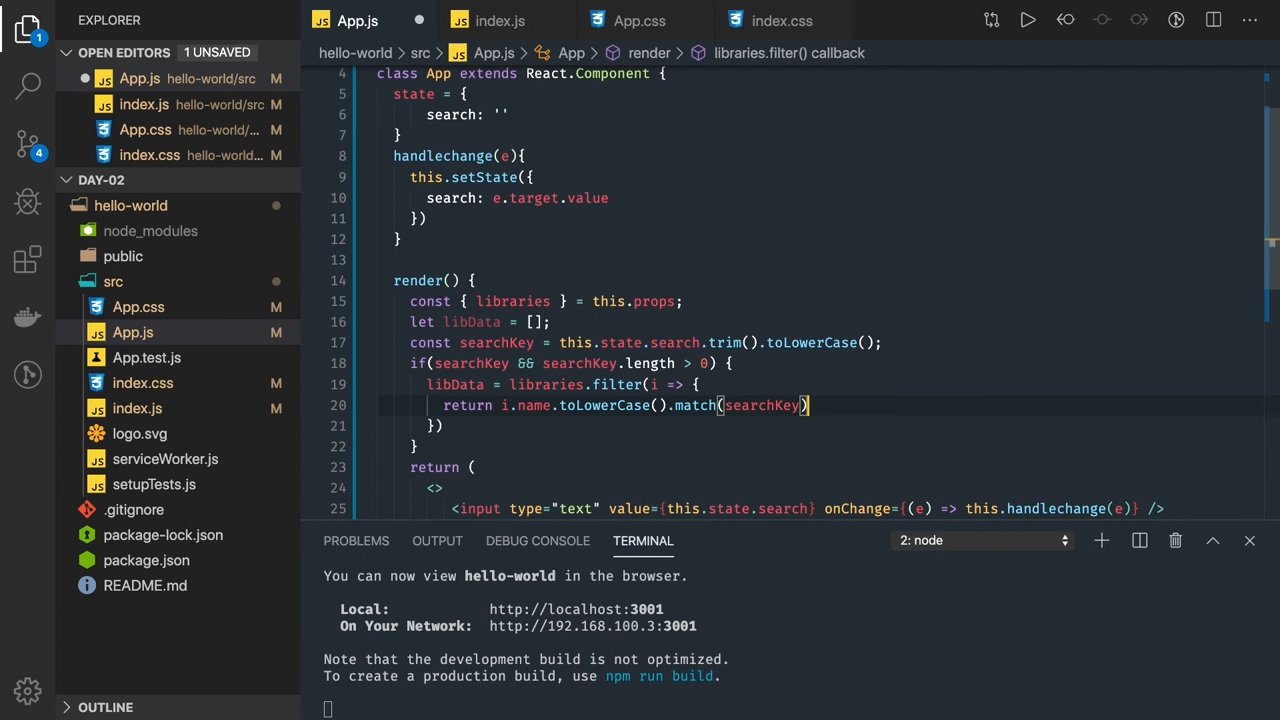 EXPLORER
OPEN EDITORS 1 UNSAVED
App.js hello-world/src M
index.js hello-world/src M
App.css hello-world/... M
index.css hello-world... M
DAY-02
hello-world
node_modules
public
src
App.css M
App.js M
App.test.js M
index.css M
index.js M
logo.svg
serviceWorker.js
setupTests.js
.gitignore
package-lock.json
package.json
README.md
OUTLINE
1
4
App.js index.js App.css index.css
hello-world > src > App.js > App > render > libraries.filter() callback
4 class App extends React.Component {
5 state = {
6 search: ''
7 }
8 handlechange(e){
9 this.setState({
10 search: e.target.value
11 })
12 }
13
14 render() {
15 const { libraries } = this.props;
16 let libData = [];
17 const searchKey = this.state.search.trim().toLowerCase();
18 if(searchKey && searchKey.length > 0) {
19 libData = libraries.filter(i => {
20 return i.name.toLowerCase().match(searchKey)
21 })
22 }
23 return (
24 <>
25 <input type="text" value={this.state.search} onChange={(e) => this.handlechange(e)} />
PROBLEMS OUTPUT DEBUG CONSOLE TERMINAL 2: node
You can now view hello-world in the browser.
Local: http://localhost:3001
On Your Network: http://192.168.100.3:3001
Note that the development build is not optimized.
To create a production build, use npm run build.